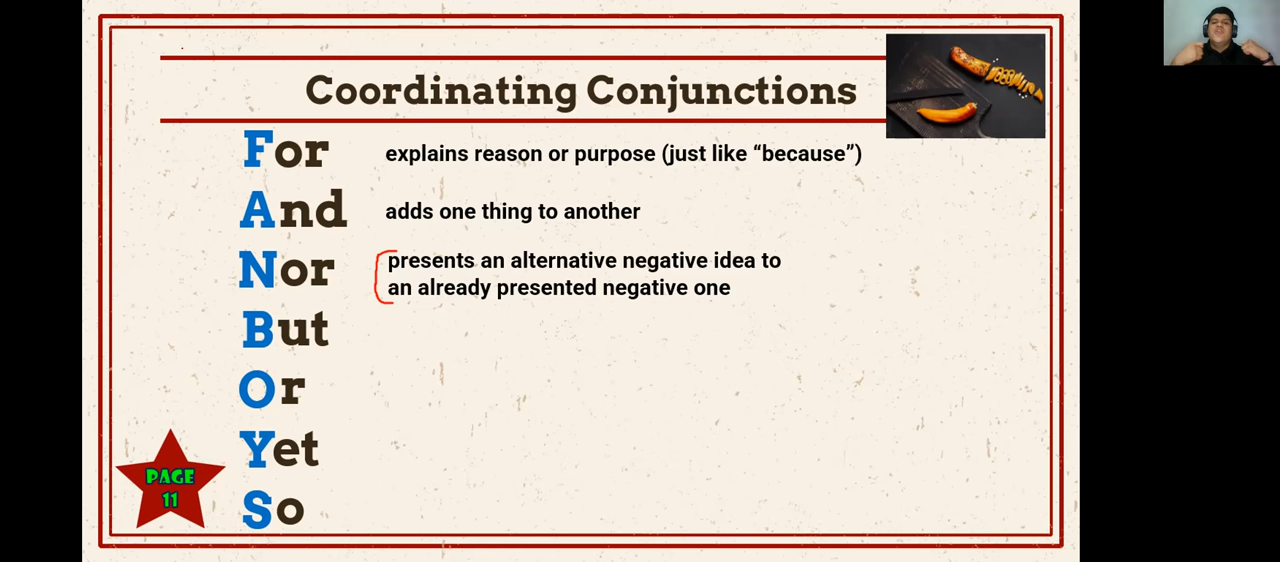 Coordinating Conjunctions
For
explains reason or purpose (just like “because”)
And
adds one thing to another
Nor
presents an alternative negative idea to
an already presented negative one
But
Or
Yet
So
PAGE
11